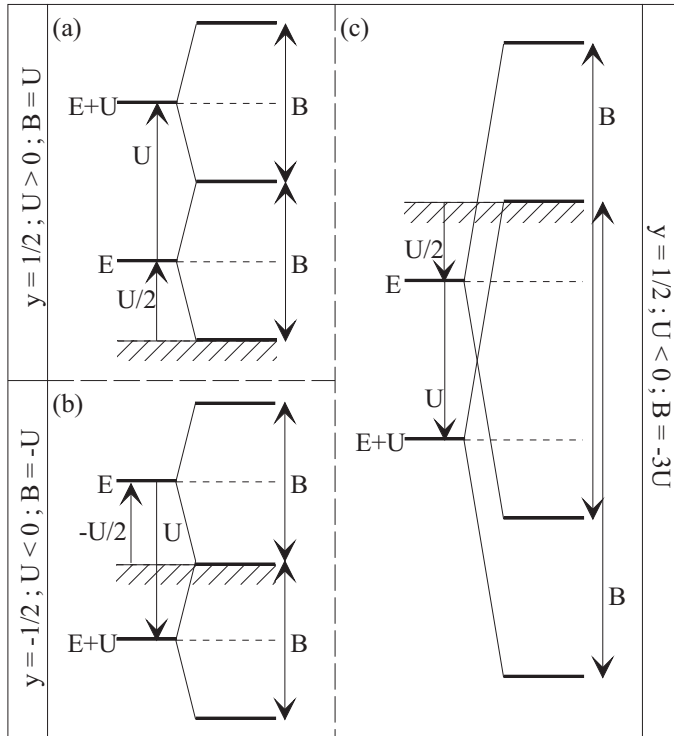 y = 1/2 ; U > 0 ; B = U
(a)
E+U
U
B
E
U/2
B
y = -1/2 ; U < 0 ; B = -U
(b)
E
-U/2
U
B
E+U
B
(c)
B
U/2
E
U
E+U
B
y = 1/2 ; U < 0 ; B = -3U